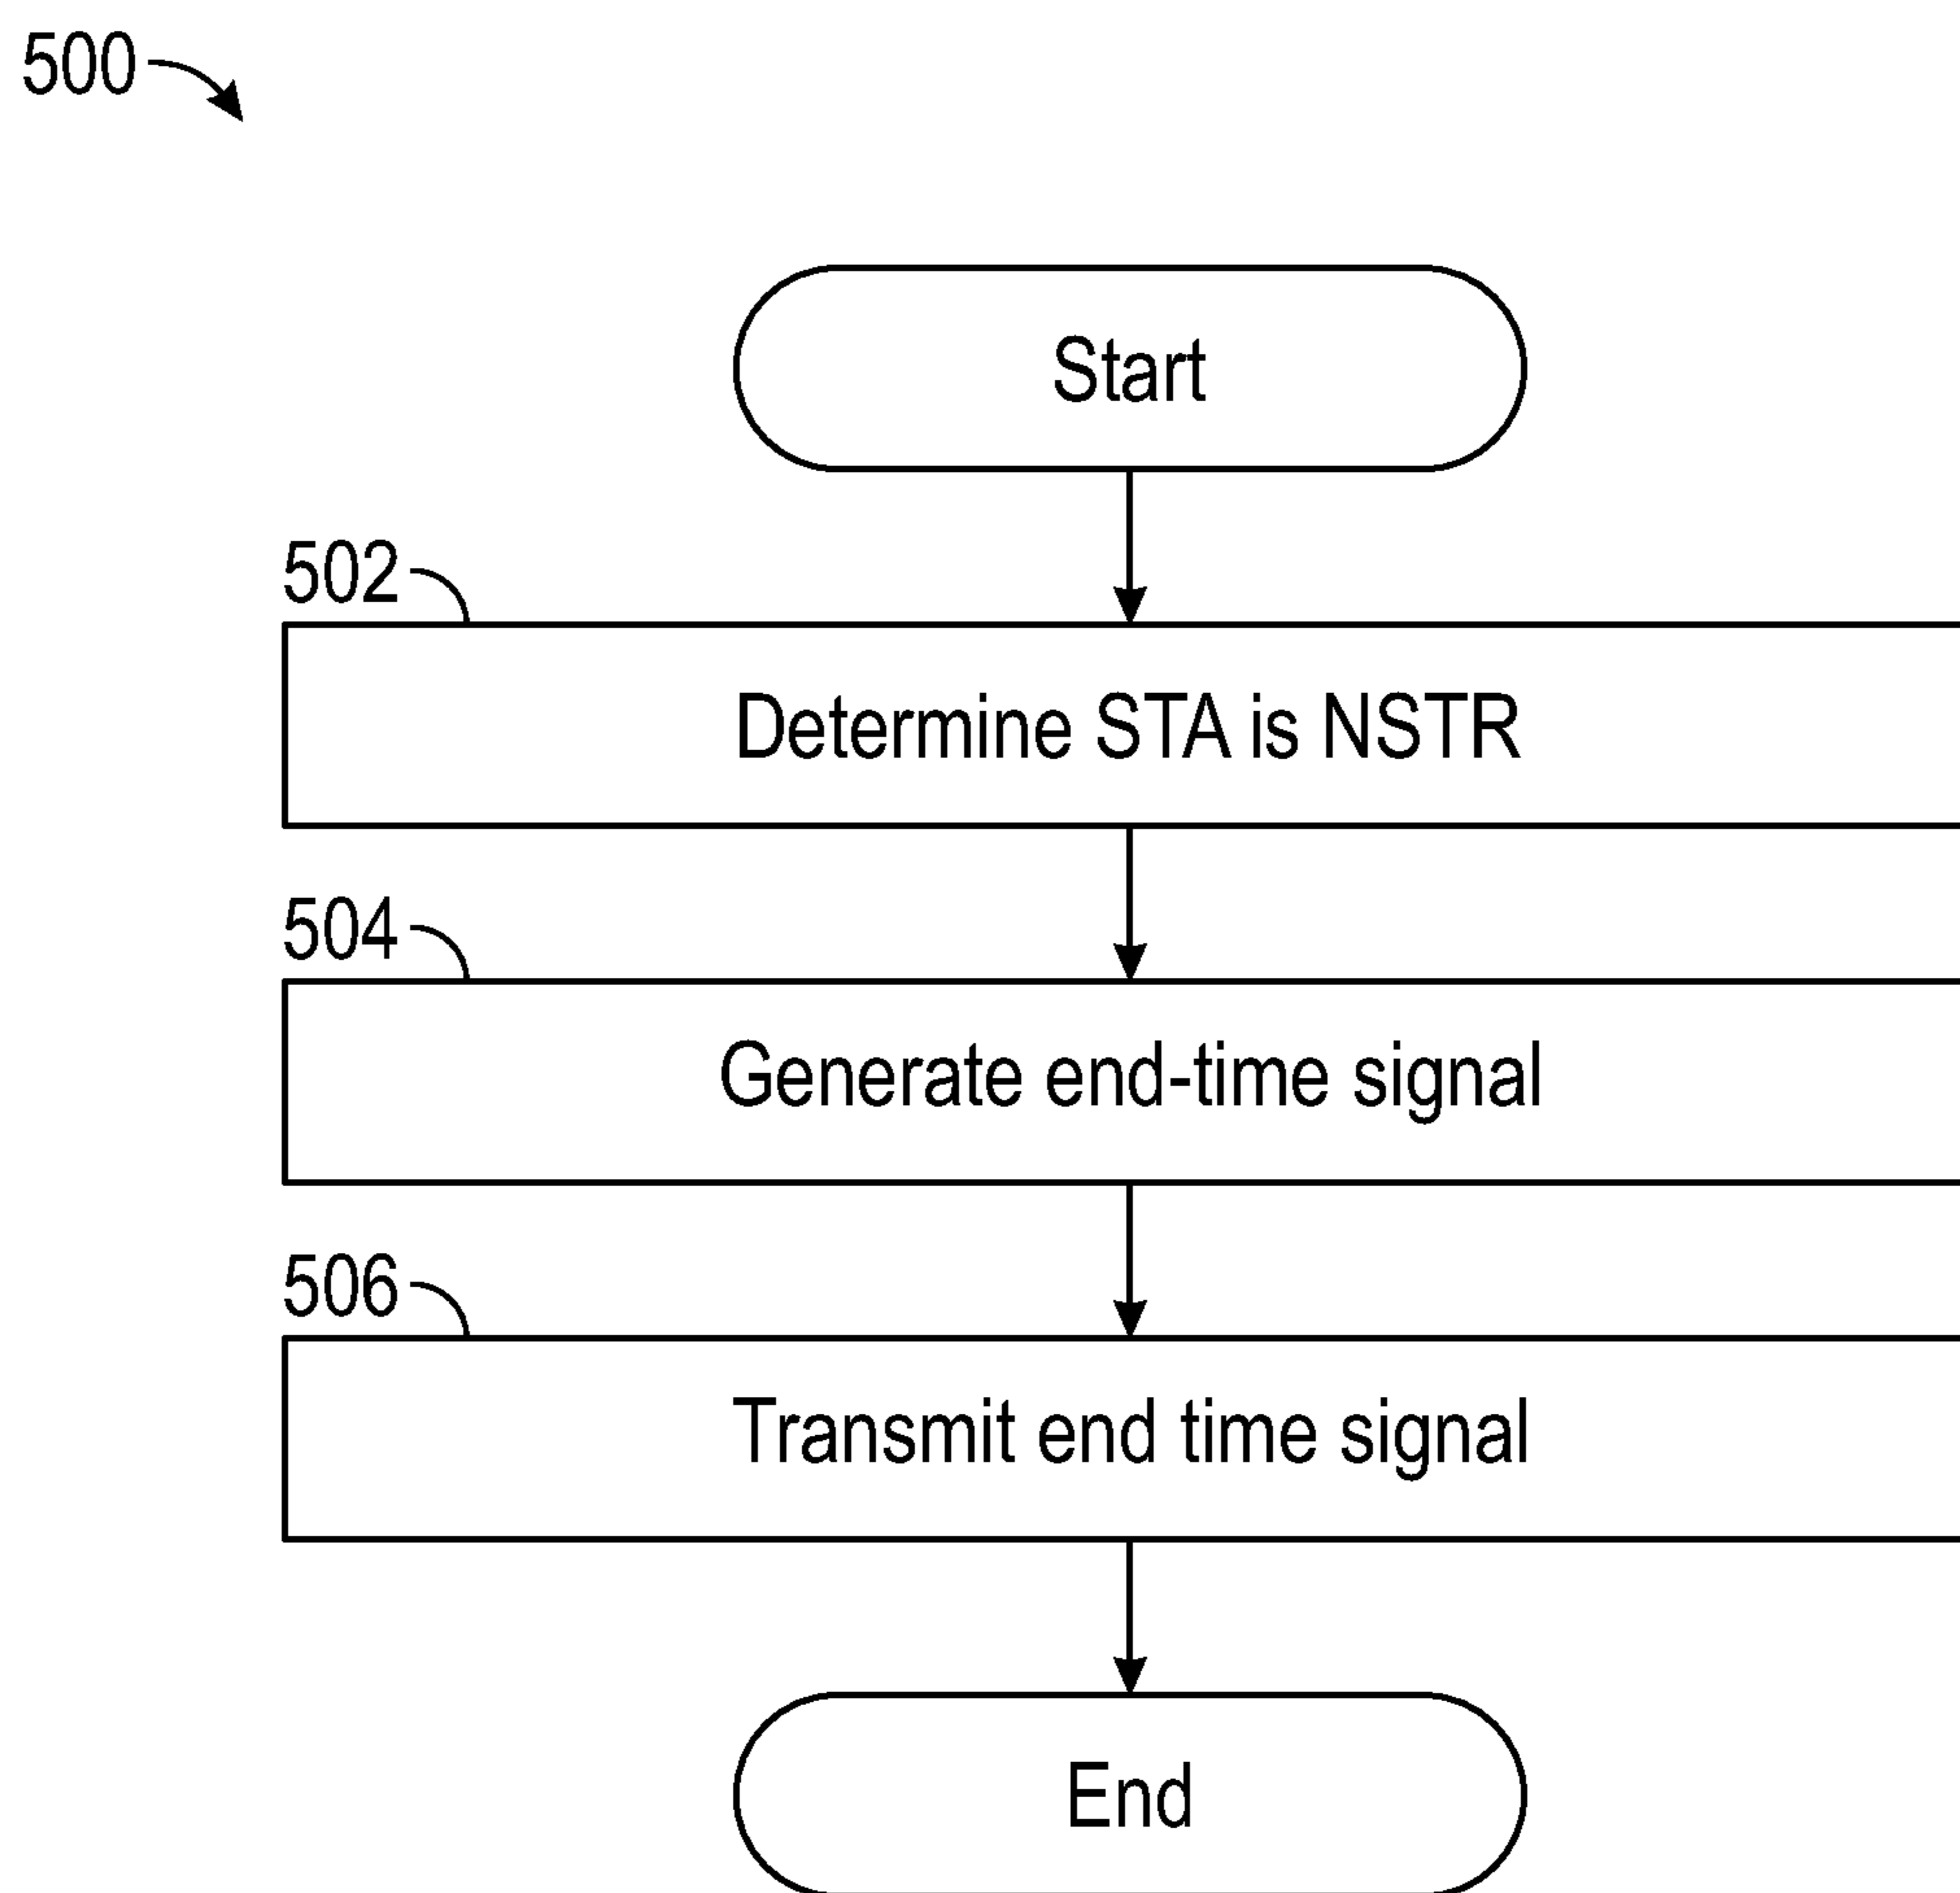 500
Start
502
Determine STA is NSTR
504
Generate end-time signal
506
Transmit end time signal
End